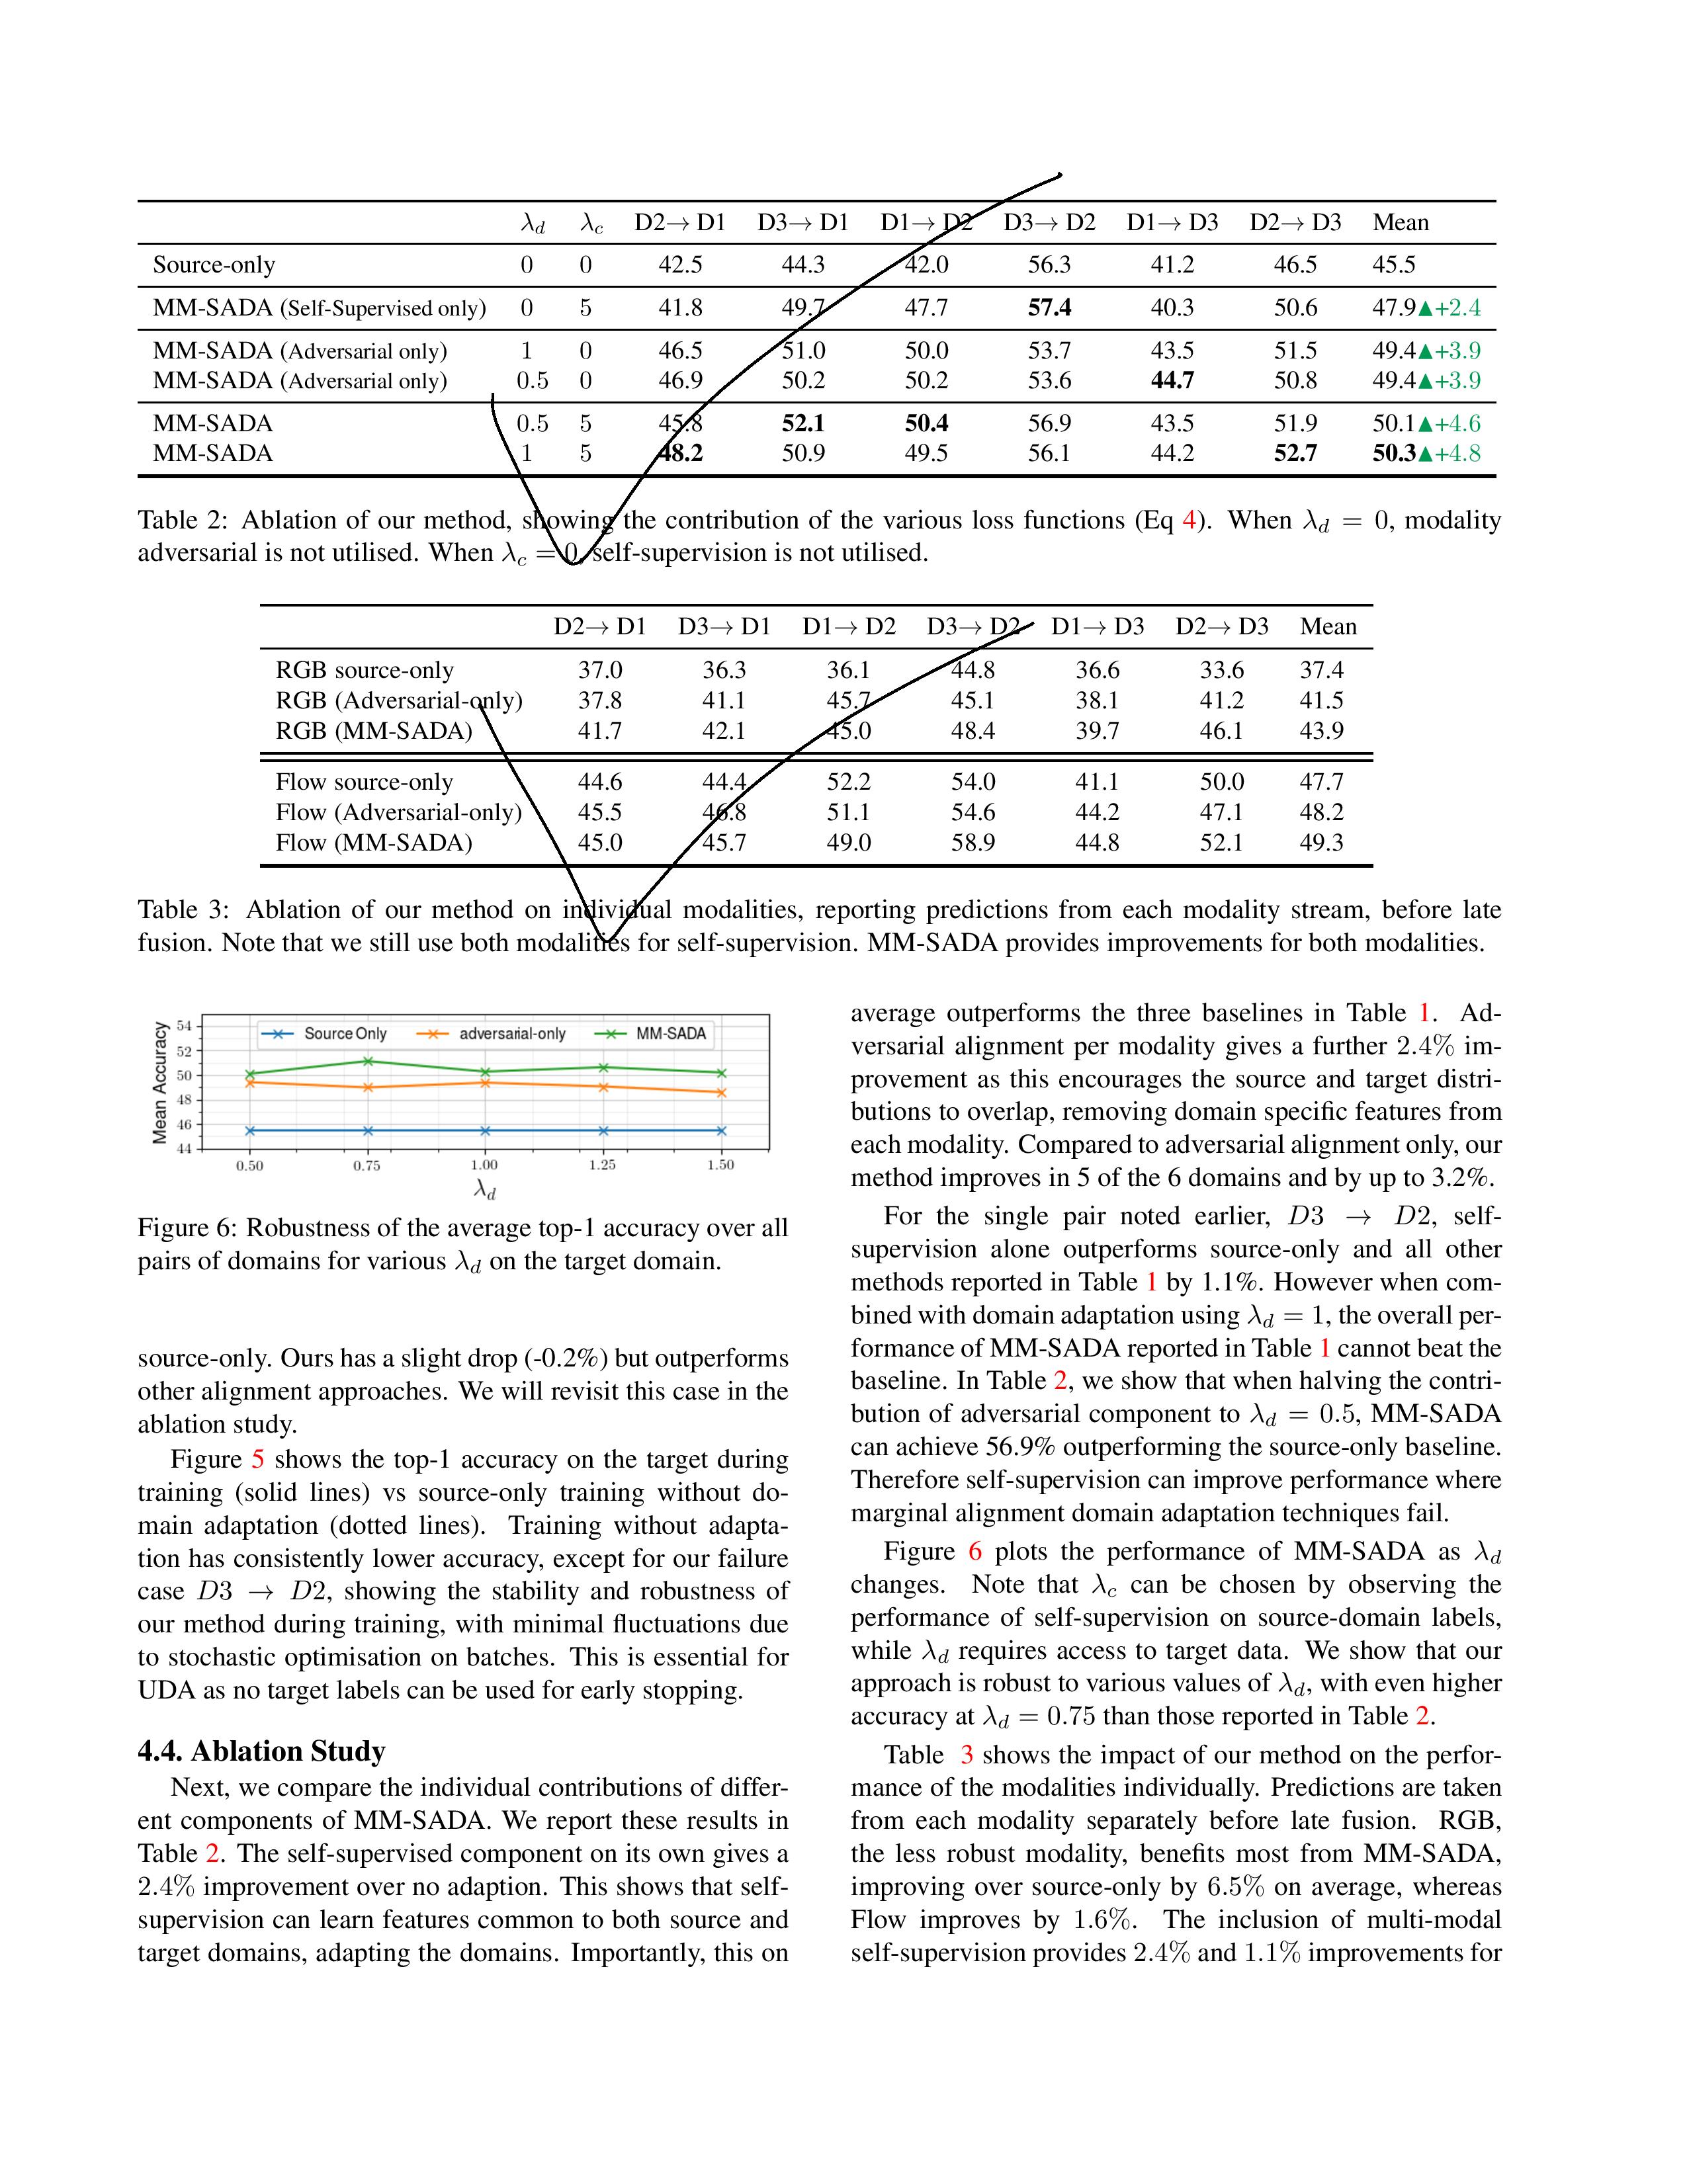 λd λc D2→ D1 D3→ D1 D1→ D2 D3→ D2 D1→ D3 D2→ D3 Mean
Source-only 0 0 42.5 44.3 42.0 56.3 41.2 46.5 45.5
MM-SADA (Self-Supervised only) 0 5 41.8 49.7 47.7 57.4 40.3 50.6 47.9▲+2.4
MM-SADA (Adversarial only) 1 0 46.5 51.0 50.0 53.7 43.5 51.5 49.4▲+3.9
MM-SADA (Adversarial only) 0.5 0 46.9 50.2 50.2 53.6 44.7 50.8 49.4▲+3.9
MM-SADA 0.5 5 45.8 52.1 50.4 56.9 43.5 51.9 50.1▲+4.6
MM-SADA 1 5 48.2 50.9 49.5 56.1 44.2 52.7 50.3▲+4.8
Table 2: Ablation of our method, showing the contribution of the various loss functions (Eq 4). When λd = 0, modality
adversarial is not utilised. When λc = 0 self-supervision is not utilised.
D2→ D1 D3→ D1 D1→ D2 D3→ D2 D1→ D3 D2→ D3 Mean
RGB source-only 37.0 36.3 36.1 44.8 36.6 33.6 37.4
RGB (Adversarial-only) 37.8 41.1 45.7 45.1 38.1 41.2 41.5
RGB (MM-SADA) 41.7 42.1 45.0 48.4 39.7 46.1 43.9
Flow source-only 44.6 44.4 52.2 54.0 41.1 50.0 47.7
Flow (Adversarial-only) 45.5 46.8 51.1 54.6 44.2 47.1 48.2
Flow (MM-SADA) 45.0 45.7 49.0 58.9 44.8 52.1 49.3
Table 3: Ablation of our method on individual modalities, reporting predictions from each modality stream, before late
fusion. Note that we still use both modalities for self-supervision. MM-SADA provides improvements for both modalities.
Source Only adversarial-only MM-SADA
Mean Accuracy
54
52
50
48
46
44
0.50 0.75 1.00 1.25 1.50
λd
Figure 6: Robustness of the average top-1 accuracy over all
pairs of domains for various λd on the target domain.
source-only. Ours has a slight drop (-0.2%) but outperforms
other alignment approaches. We will revisit this case in the
ablation study.
Figure 5 shows the top-1 accuracy on the target during
training (solid lines) vs source-only training without do-
main adaptation (dotted lines). Training without adapta-
tion has consistently lower accuracy, except for our failure
case D3 → D2, showing the stability and robustness of
our method during training, with minimal fluctuations due
to stochastic optimisation on batches. This is essential for
UDA as no target labels can be used for early stopping.
4.4. Ablation Study
Next, we compare the individual contributions of differ-
ent components of MM-SADA. We report these results in
Table 2. The self-supervised component on its own gives a
2.4% improvement over no adaption. This shows that self-
supervision can learn features common to both source and
target domains, adapting the domains. Importantly, this on
average outperforms the three baselines in Table 1. Ad-
versarial alignment per modality gives a further 2.4% im-
provement as this encourages the source and target distri-
butions to overlap, removing domain specific features from
each modality. Compared to adversarial alignment only, our
method improves in 5 of the 6 domains and by up to 3.2%.
For the single pair noted earlier, D3 → D2, self-
supervision alone outperforms source-only and all other
methods reported in Table 1 by 1.1%. However when com-
bined with domain adaptation using λd = 1, the overall per-
formance of MM-SADA reported in Table 1 cannot beat the
baseline. In Table 2, we show that when halving the contri-
bution of adversarial component to λd = 0.5, MM-SADA
can achieve 56.9% outperforming the source-only baseline.
Therefore self-supervision can improve performance where
marginal alignment domain adaptation techniques fail.
Figure 6 plots the performance of MM-SADA as λd
changes. Note that λc can be chosen by observing the
performance of self-supervision on source-domain labels,
while λd requires access to target data. We show that our
approach is robust to various values of λd, with even higher
accuracy at λd = 0.75 than those reported in Table 2.
Table 3 shows the impact of our method on the perfor-
mance of the modalities individually. Predictions are taken
from each modality separately before late fusion. RGB,
the less robust modality, benefits most from MM-SADA,
improving over source-only by 6.5% on average, whereas
Flow improves by 1.6%. The inclusion of multi-modal
self-supervision provides 2.4% and 1.1% improvements for